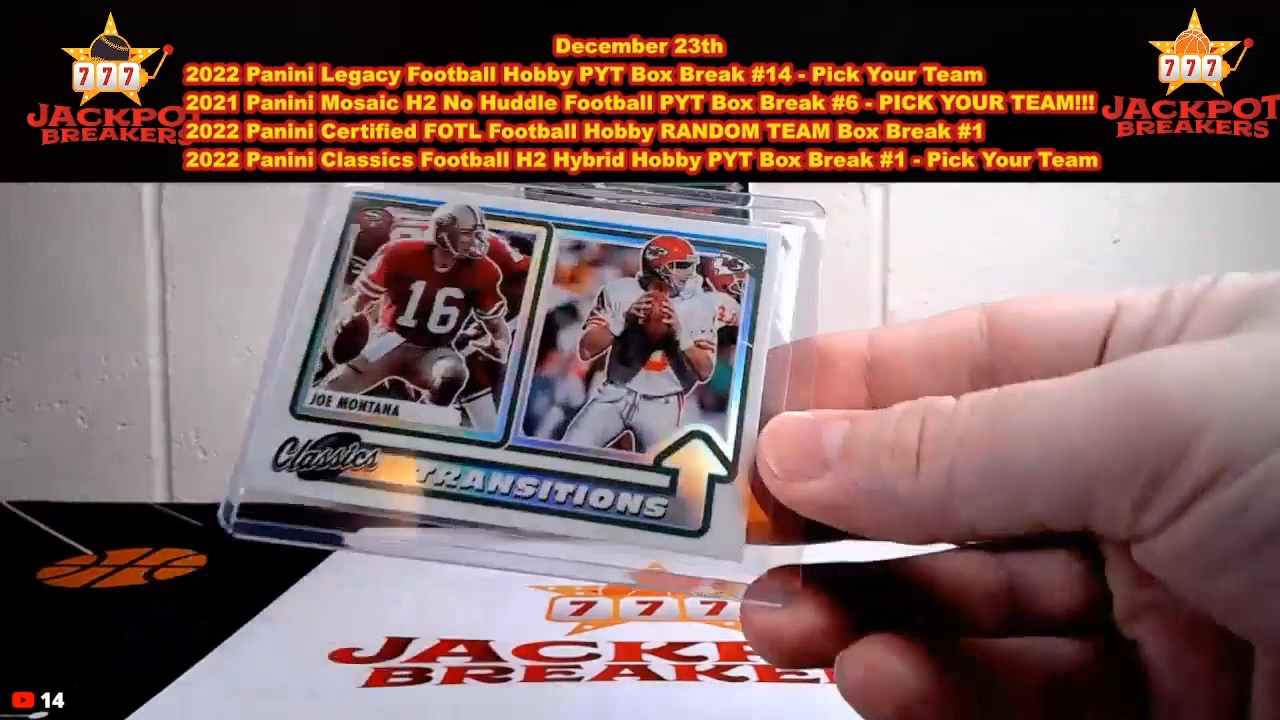 December 23th
2022 Panini Legacy Football Hobby PYT Box Break #14 - Pick Your Team
2021 Panini Mosaic H2 No Huddle Football PYT Box Break #6 - PICK YOUR TEAM!!!
2022 Panini Certified FOTL Football Hobby RANDOM TEAM Box Break #1
2022 Panini Classics Football H2 Hybrid Hobby PYT Box Break #1 - Pick Your Team
777
JACKPOT
BREAKERS
777
JACKPOT
BREAKERS
16
JOE MONTANA
Classics
TRANSITIONS
777
JACKP
BREAKER
14